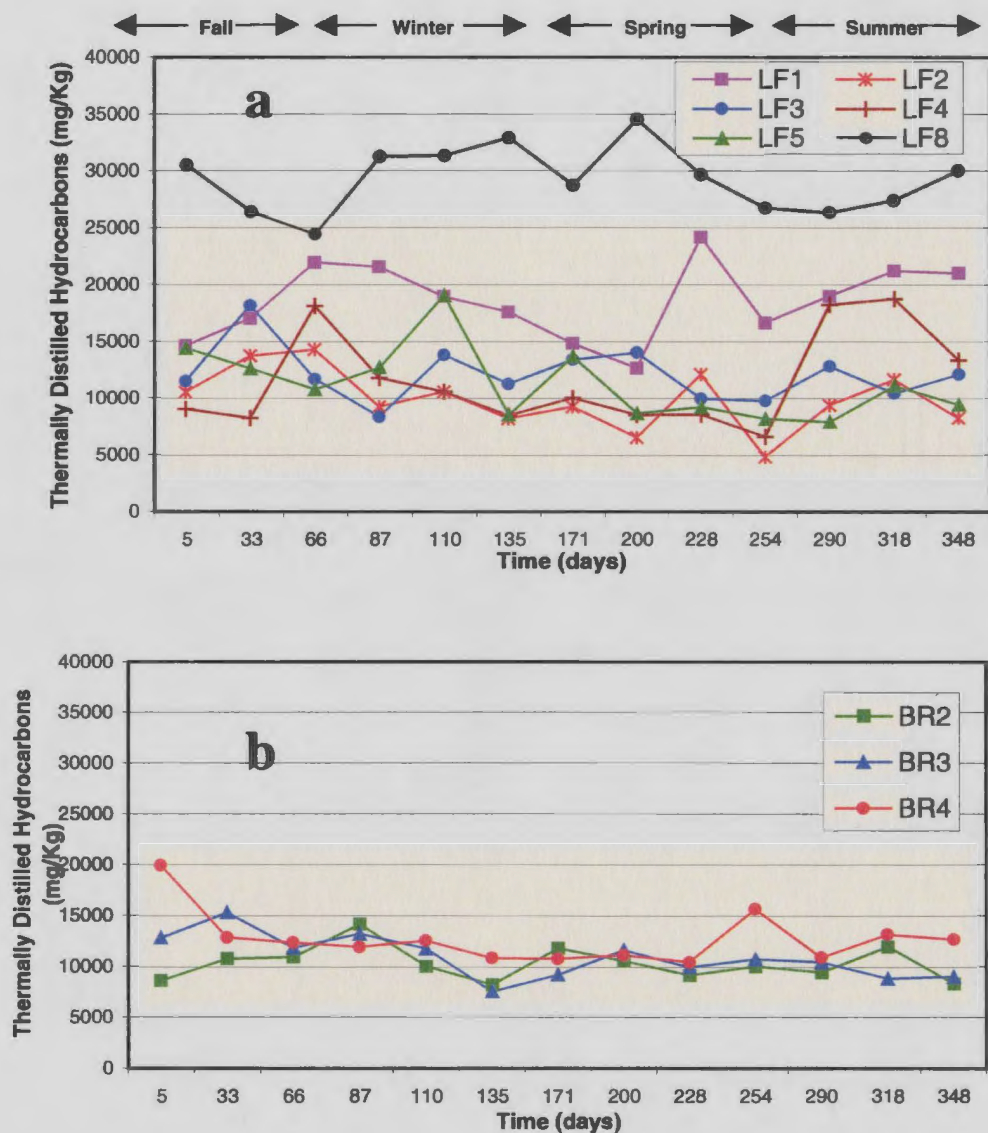 Fall Winter Spring Summer
Thermally Distilled Hydrocarbons (mg/Kg)
40000
35000
30000
25000
20000
15000
10000
5000
0
a
LF1 LF2
LF3 LF4
LF5 LF8
5 33 66 87 110 135 171 200 228 254 290 318 348
Time (days)
Thermally Distilled Hydrocarbons
(mg/Kg)
40000
35000
30000
25000
20000
15000
10000
5000
0
b
BR2
BR3
BR4
5 33 66 87 110 135 171 200 228 254 290 318 348
Time (days)